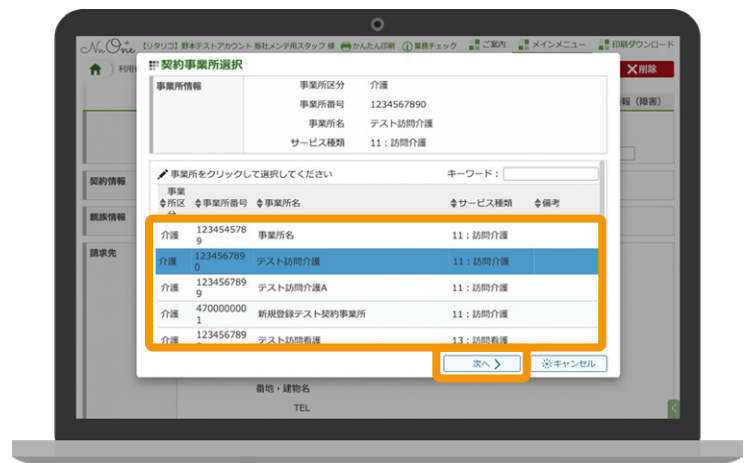 NnOne 【リタリコ】野本テストアカウント 販社メンテ用スタッフ 様 かんたん印刷 業務チェック ご案内 メインメニュー 印刷ダウンロード
利用
契約事業所選択
×削除
事業所情報 事業所区分 介護
事業所番号 1234567890
報（障害）
事業所名 テスト訪問介護
サービス種類 11：訪問介護
事業所をクリックして選択してください キーワード：
契約情報
事業所区分 事業所番号 事業所名 サービス種類 備考
親族情報
介護 1234545789 事業所名 11：訪問介護
請求先
介護 1234567890 テスト訪問介護 11：訪問介護
介護 1234567899 テスト訪問介護A 11：訪問介護
介護 4700000001 新規登録テスト契約事業所 11：訪問介護
介護 123456789 テスト訪問看護 13：訪問看護
次へ キャンセル
番地・建物名
TEL